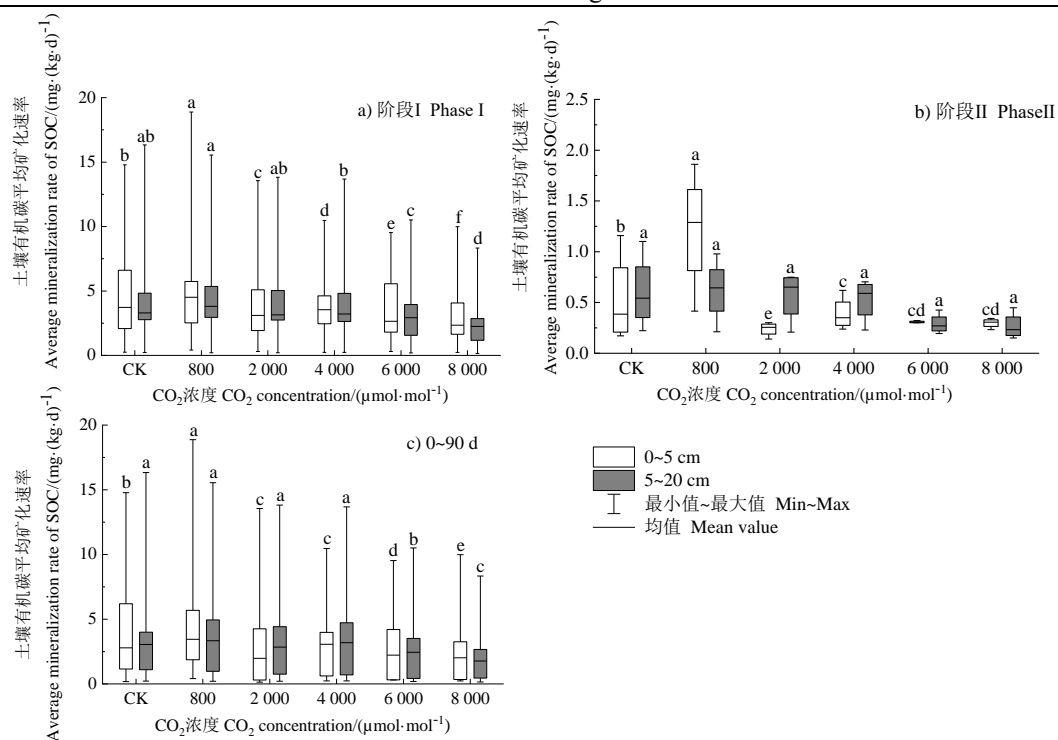 土壤有机碳平均矿化速率
Average mineralization rate of SOC/(mg·(kg·d)⁻¹)
20
15
10
5
0
a) 阶段I Phase I
b
ab
a
a
c
ab
d
b
e
c
f
d
CK
800
2 000
4 000
6 000
8 000
CO₂浓度 CO₂ concentration/(μmol·mol⁻¹)
土壤有机碳平均矿化速率
Average mineralization rate of SOC/(mg·(kg·d)⁻¹)
2.5
2.0
1.5
1.0
0.5
0.0
b) 阶段II PhaseII
b
a
a
a
e
a
c
a
cd
a
cd
a
CK
800
2 000
4 000
6 000
8 000
CO₂浓度 CO₂ concentration/(μmol·mol⁻¹)
土壤有机碳平均矿化速率
Average mineralization rate of SOC/(mg·(kg·d)⁻¹)
20
15
10
5
0
c) 0~90 d
b
a
a
a
c
a
c
a
d
b
e
c
CK
800
2 000
4 000
6 000
8 000
CO₂浓度 CO₂ concentration/(μmol·mol⁻¹)
0~5 cm
5~20 cm
最小值~最大值 Min~Max
均值 Mean value